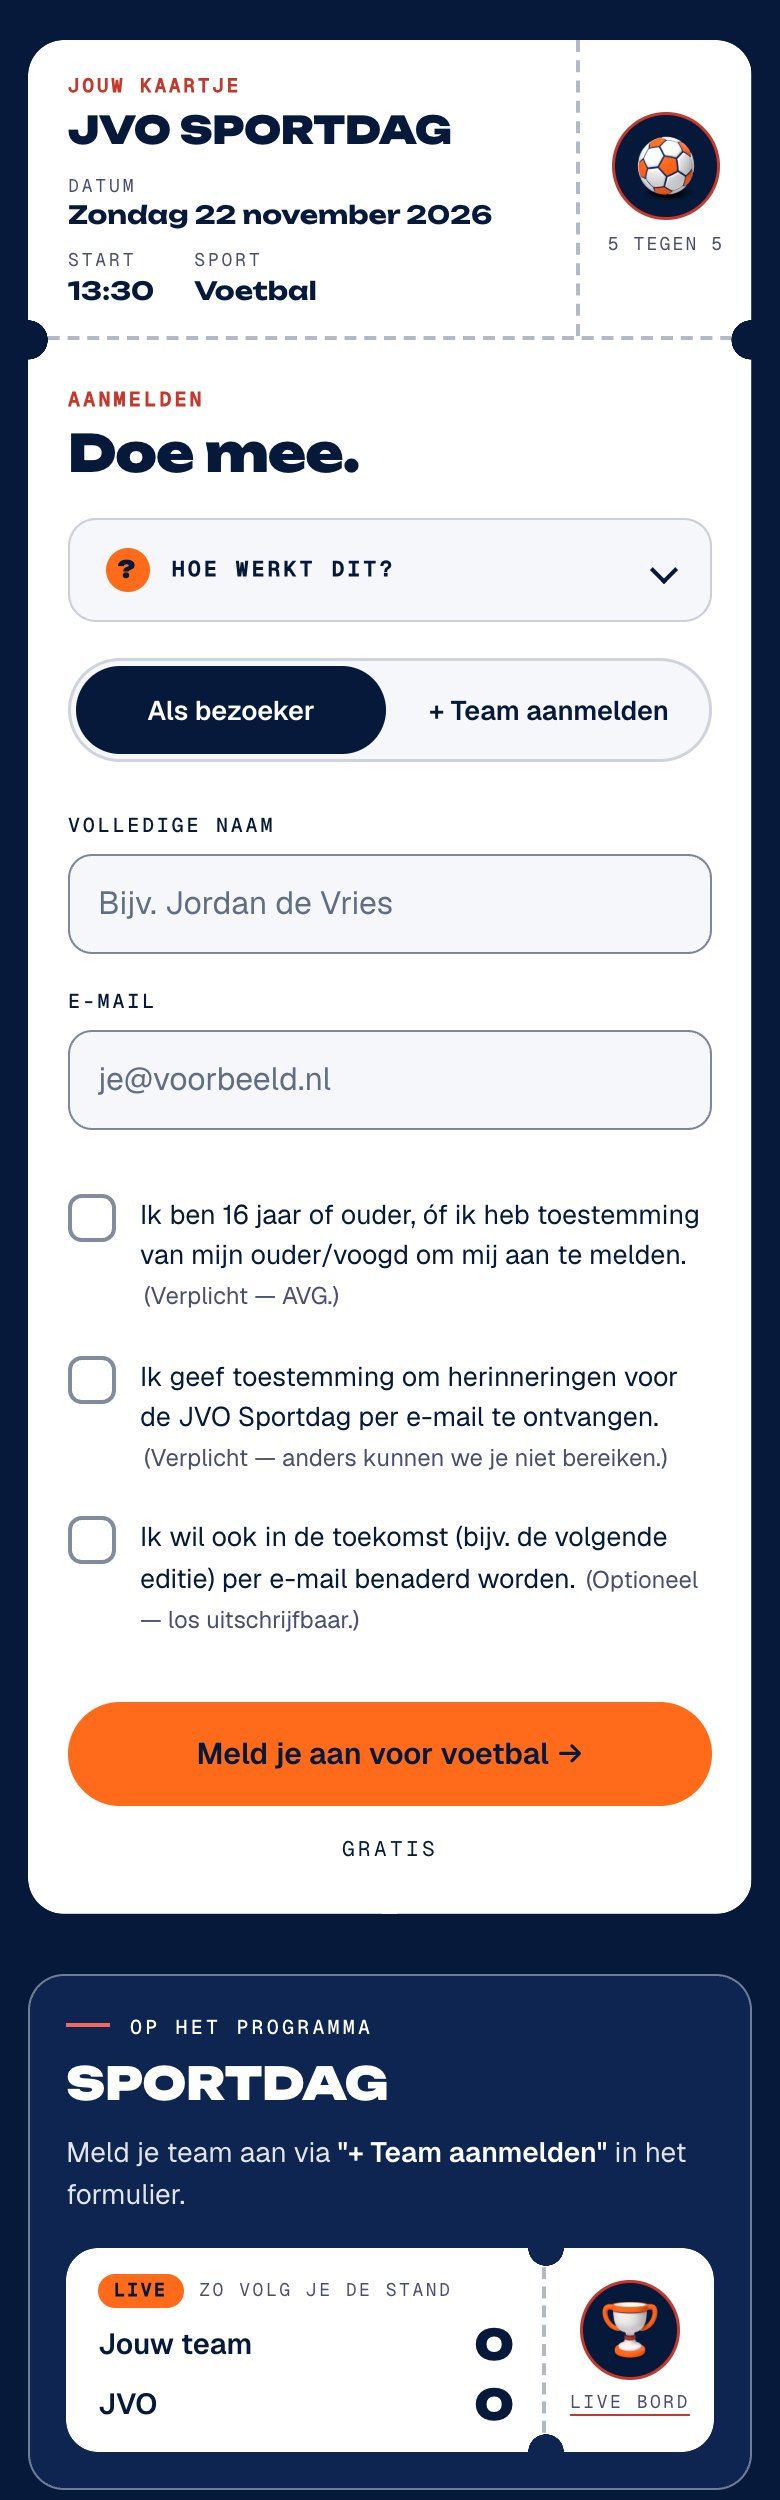 JOUW KAARTJE
JVO SPORTDAG
DATUM
Zondag 22 november 2026
START SPORT
13:30 Voetbal
5 TEGEN 5
AANMELDEN
Doe mee.
? HOE WERKT DIT?
Als bezoeker + Team aanmelden
VOLLEDIGE NAAM
Bijv. Jordan de Vries
E-MAIL
je@voorbeeld.nl
Ik ben 16 jaar of ouder, óf ik heb toestemming
van mijn ouder/voogd om mij aan te melden.
(Verplicht — AVG.)
Ik geef toestemming om herinneringen voor
de JVO Sportdag per e-mail te ontvangen.
(Verplicht — anders kunnen we je niet bereiken.)
Ik wil ook in de toekomst (bijv. de volgende
editie) per e-mail benaderd worden. (Optioneel
— los uitschrijfbaar.)
Meld je aan voor voetbal →
GRATIS
OP HET PROGRAMMA
SPORTDAG
Meld je team aan via "+ Team aanmelden" in het
formulier.
LIVE ZO VOLG JE DE STAND
Jouw team 0
JVO 0
LIVE BORD